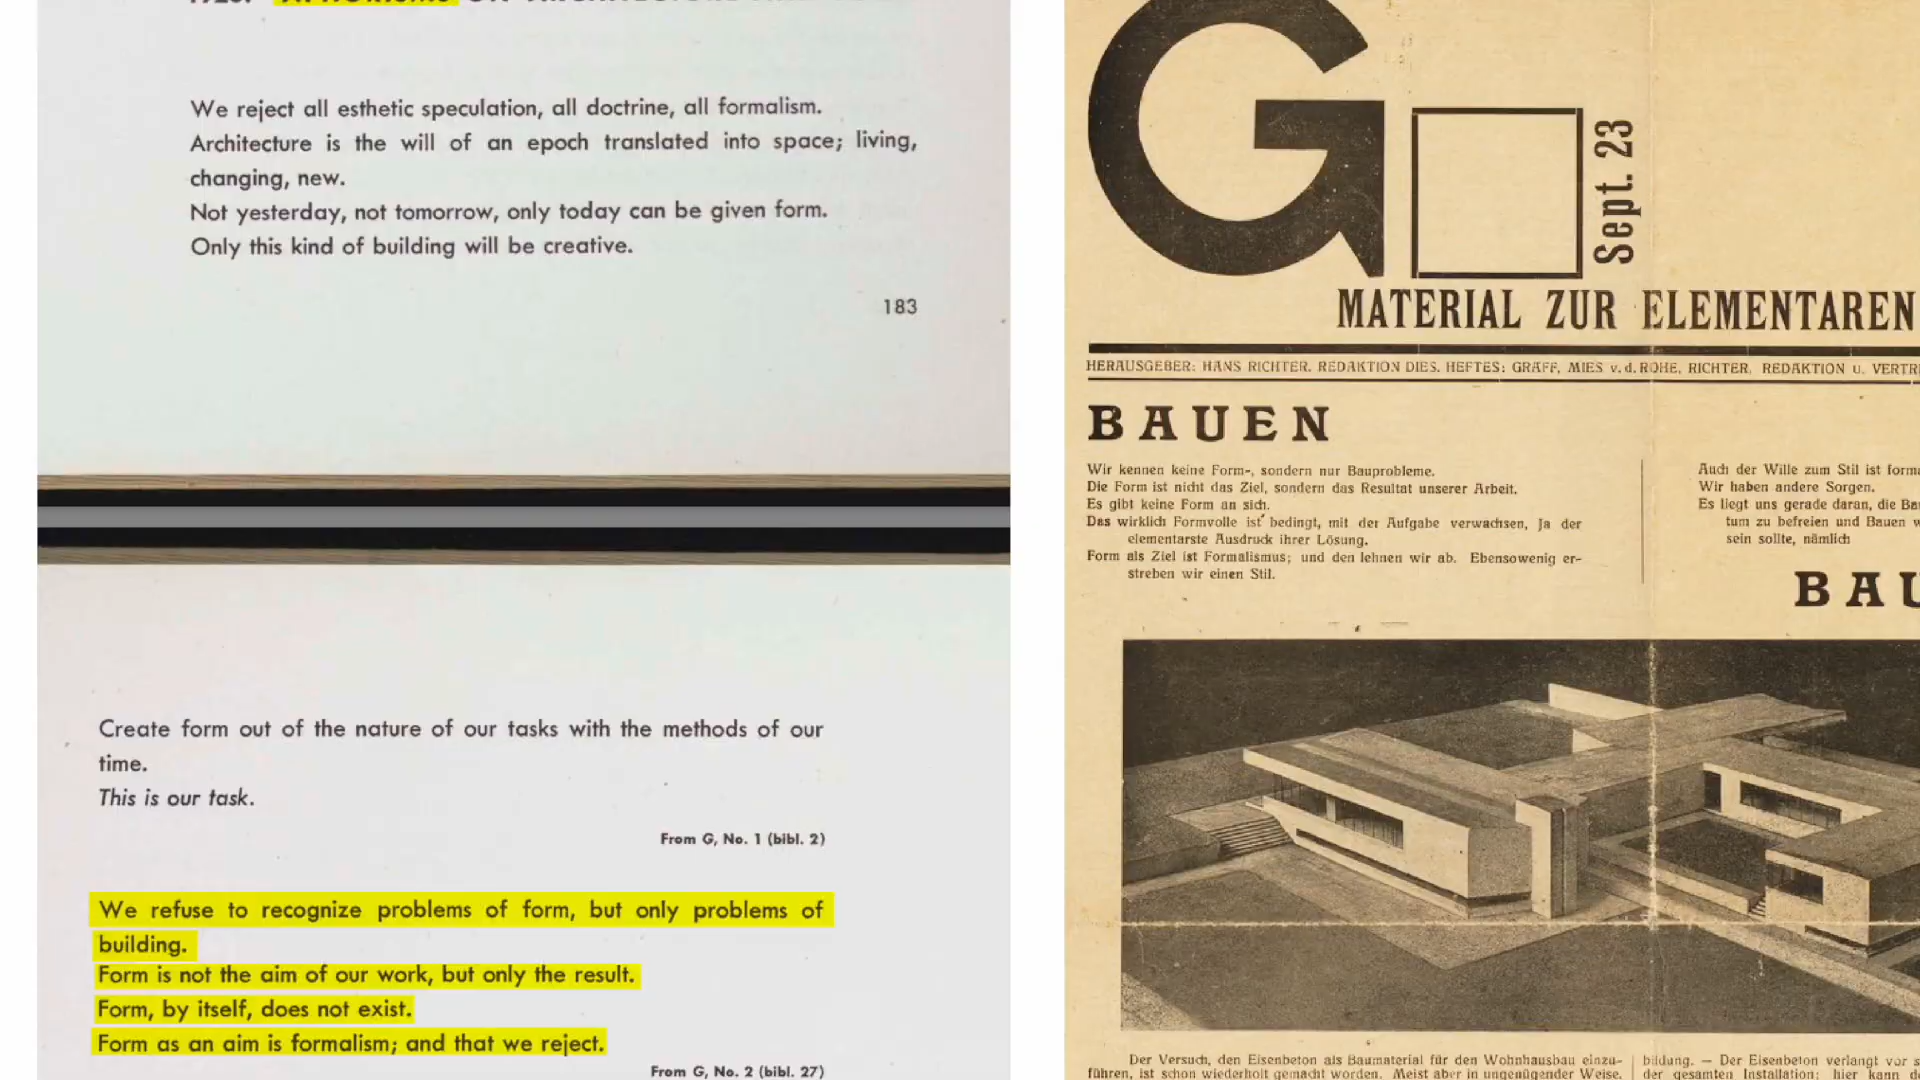 We reject all esthetic speculation, all doctrine, all formalism.
Architecture is the will of an epoch translated into space; living,
changing, new.
Not yesterday, not tomorrow, only today can be given form.
Only this kind of building will be creative.
183
Create form out of the nature of our tasks with the methods of our
time.
This is our task.
From G, No. 1 (bibl. 2)
We refuse to recognize problems of form, but only problems of
building.
Form is not the aim of our work, but only the result.
Form, by itself, does not exist.
Form as an aim is formalism; and that we reject.
From G, No. 2 (bibl. 27)
G
Sept. 23
MATERIAL ZUR ELEMENTAREN
HERAUSGEBER: HANS RICHTER. REDAKTION DIES. HEFTES: GRÄFF, MIES v. d. ROHE, RICHTER, REDAKTION u. VERTR
BAUEN
Wir kennen keine Form-, sondern nur Bauprobleme.
Die Form ist nicht das Ziel, sondern das Resultat unserer Arbeit.
Es gibt keine Form an sich.
Das wirklich Formvolle ist bedingt, mit der Aufgabe verwachsen, Ja der
elementarste Ausdruck ihrer Lösung.
Form als Ziel ist Formalismus; und den lehnen wir ab. Ebensowenig er-
streben wir einen Stil.
Auch der Wille zum Stil ist forma
Wir haben andere Sorgen.
Es liegt uns gerade daran, die Ba
tum zu befreien und Bauen w
sein sollte, nämlich
BAU
Der Versuch, den Eisenbeton als Baumaterial für den Wohnhausbau einzu-
führen, ist schon wiederholt gemacht worden. Meist aber in ungenügender Weise.
bildung. — Der Eisenbeton verlangt vor s
der gesamten Installation; hier kann de